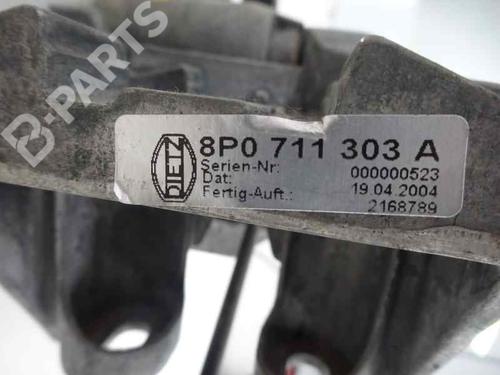 B-PARTS
DIETZ
8P0 711 303 A
Serien-Nr: 000000523
Dat: 19.04.2004
Fertig-Auft.: 2168789